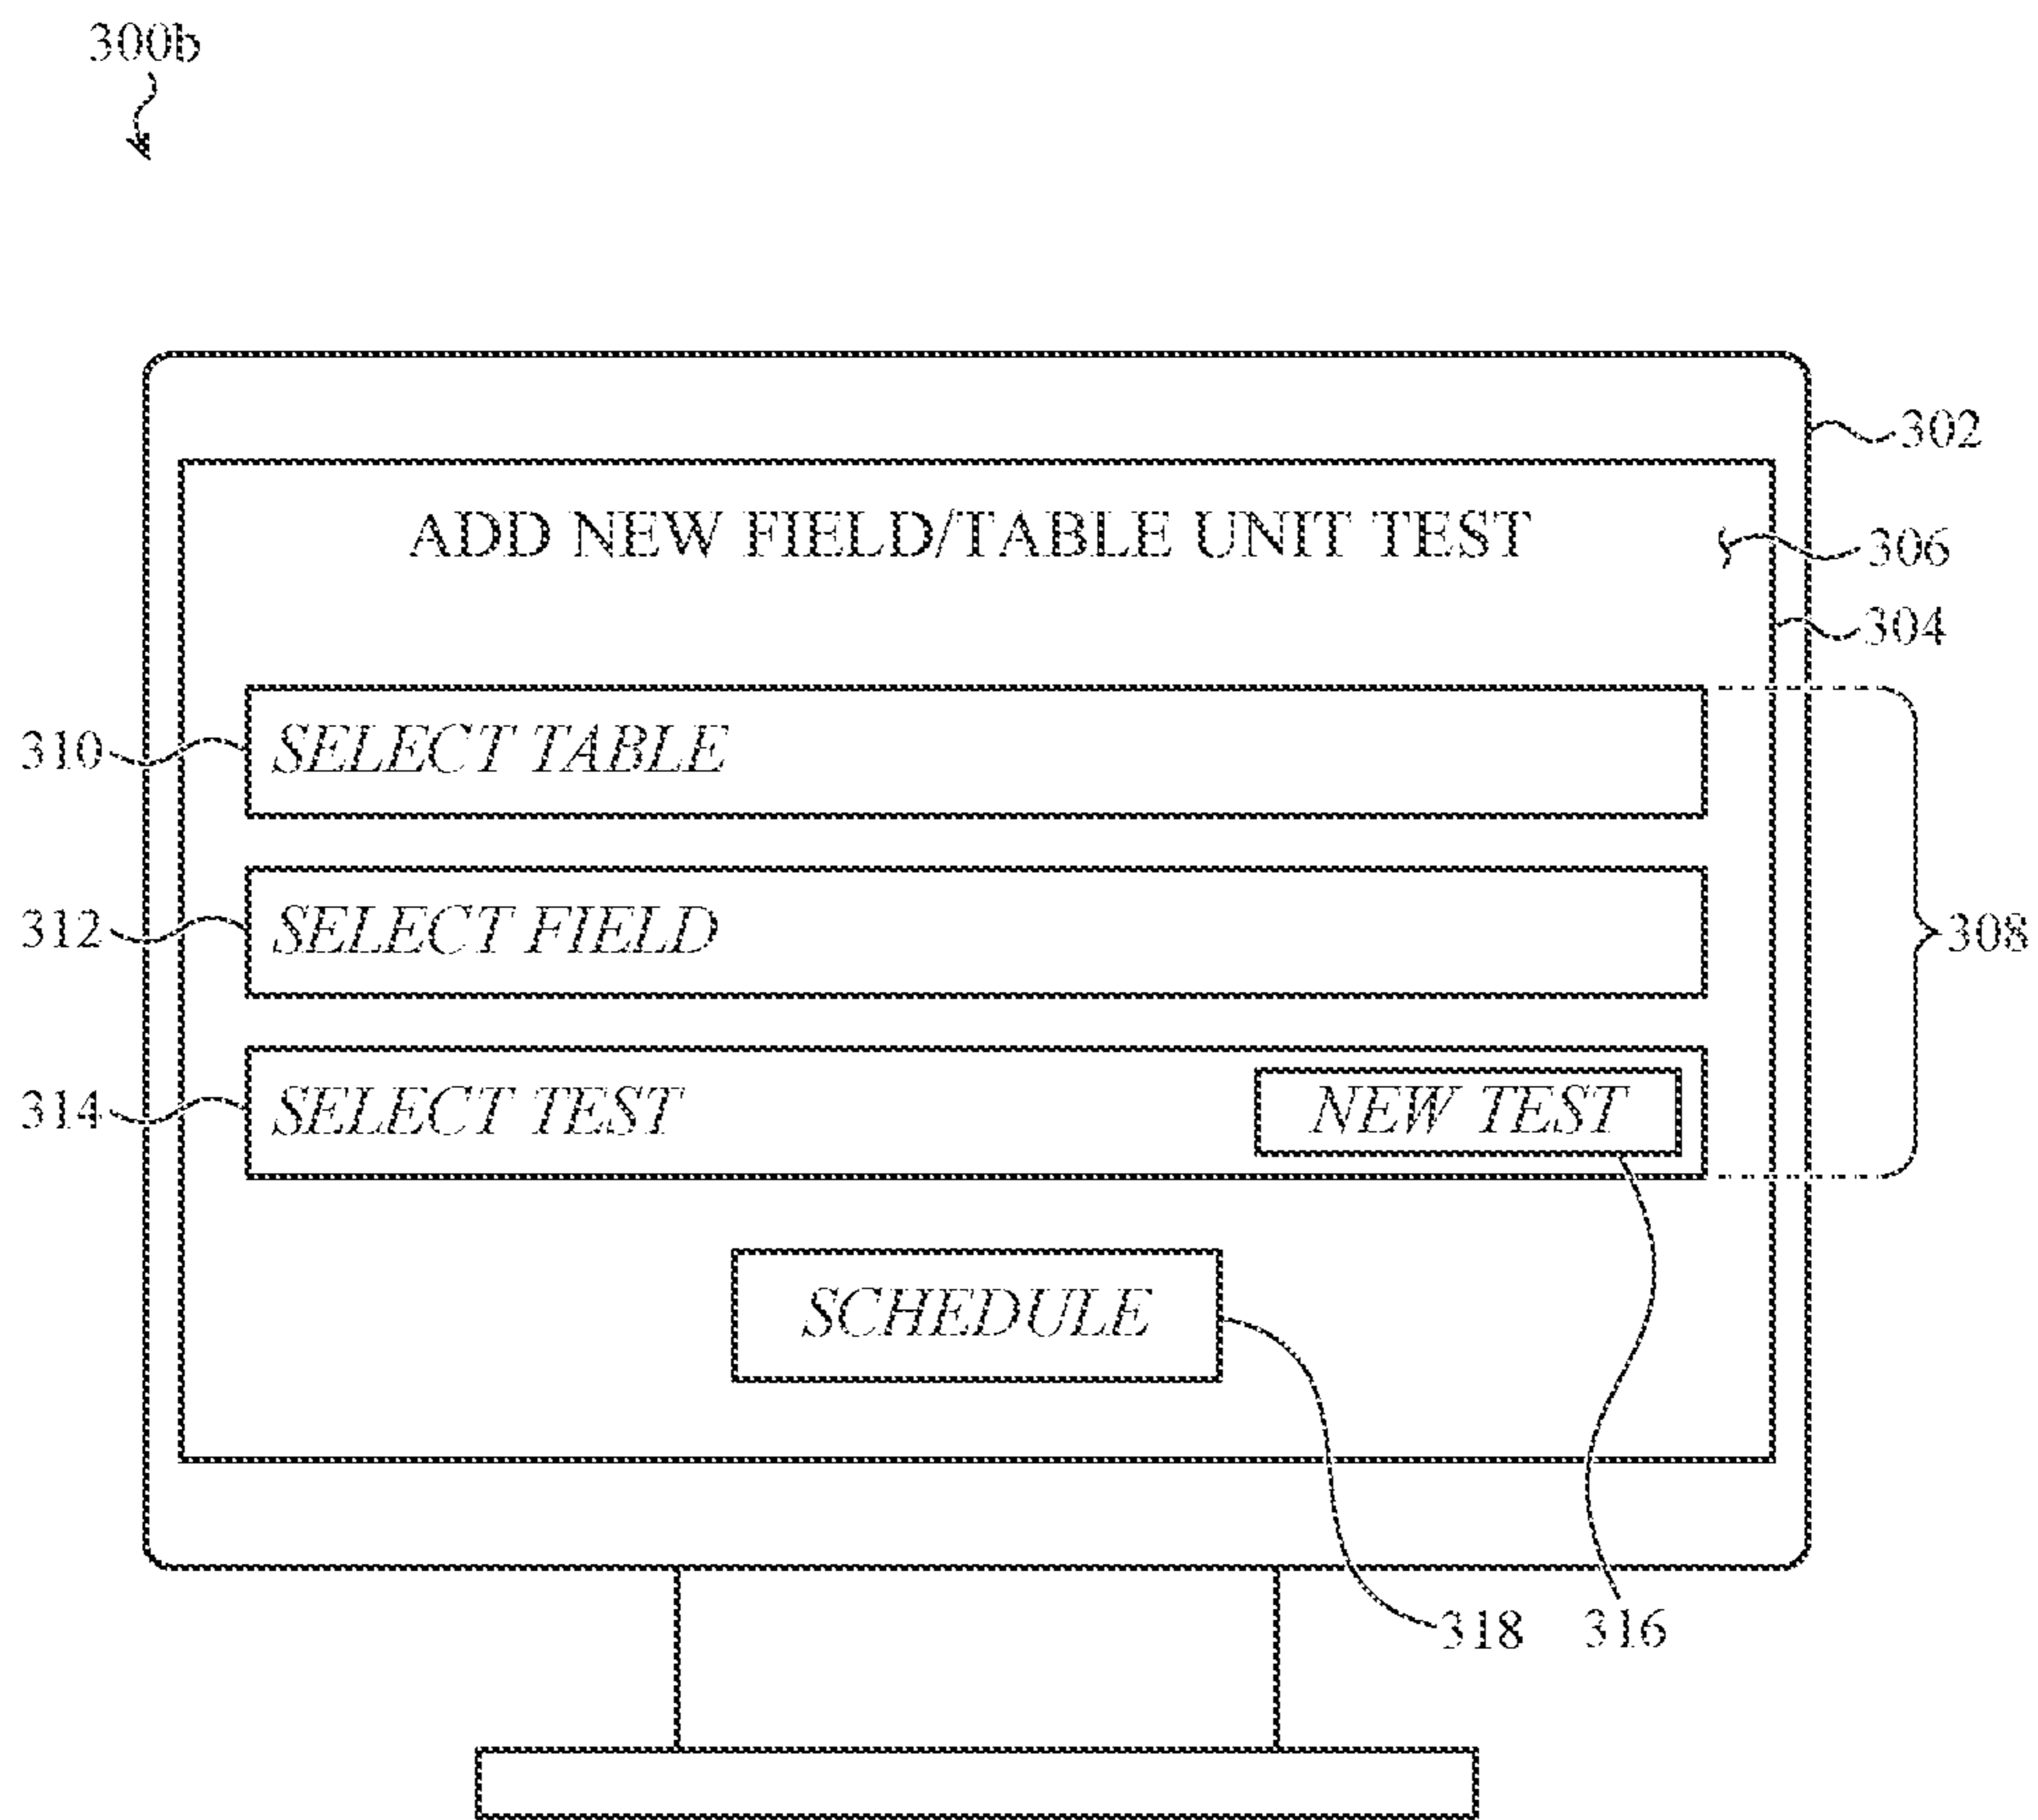 300b
302
ADD NEW FIELD/TABLE UNIT TEST
306
304
310
SELECT TABLE
312
SELECT FIELD
308
314
SELECT TEST
NEW TEST
SCHEDULE
318
316